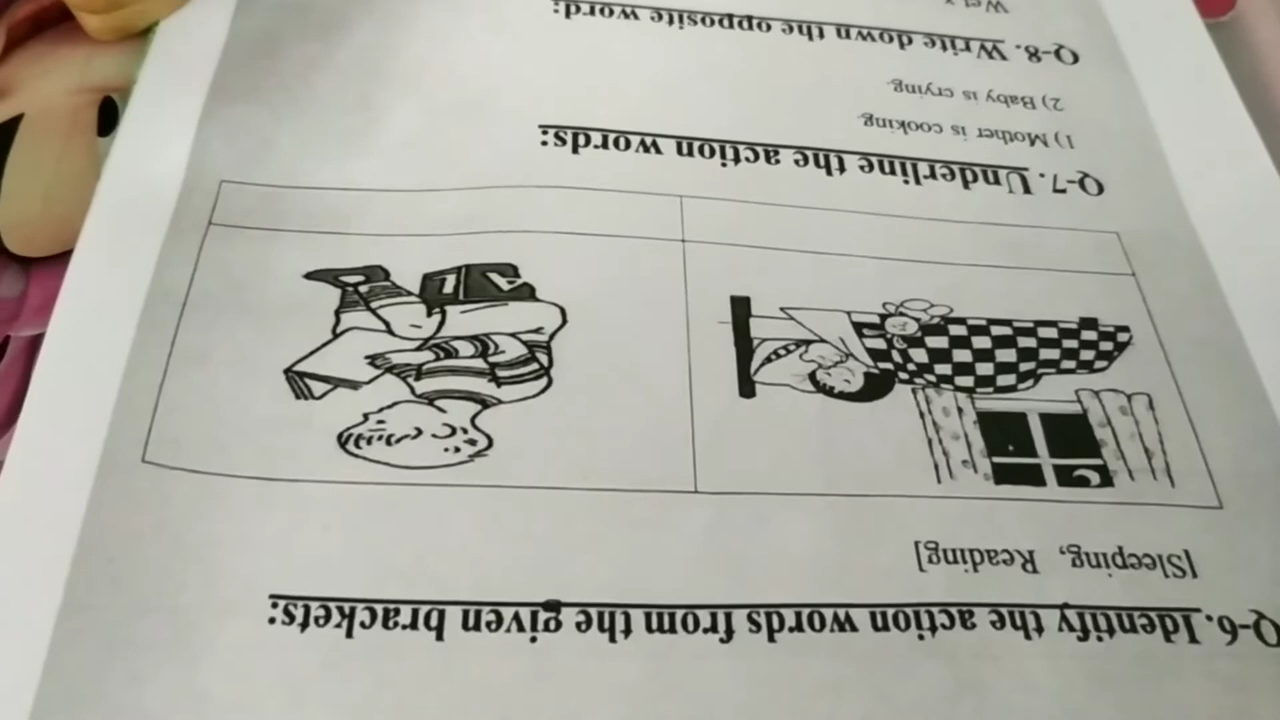 Q-6. Identify the action words from the given brackets:
[Sleeping, Reading]
Q-7. Underline the action words:
1) Mother is cooking.
2) Baby is crying.
Q-8. Write down the opposite word:
Wet